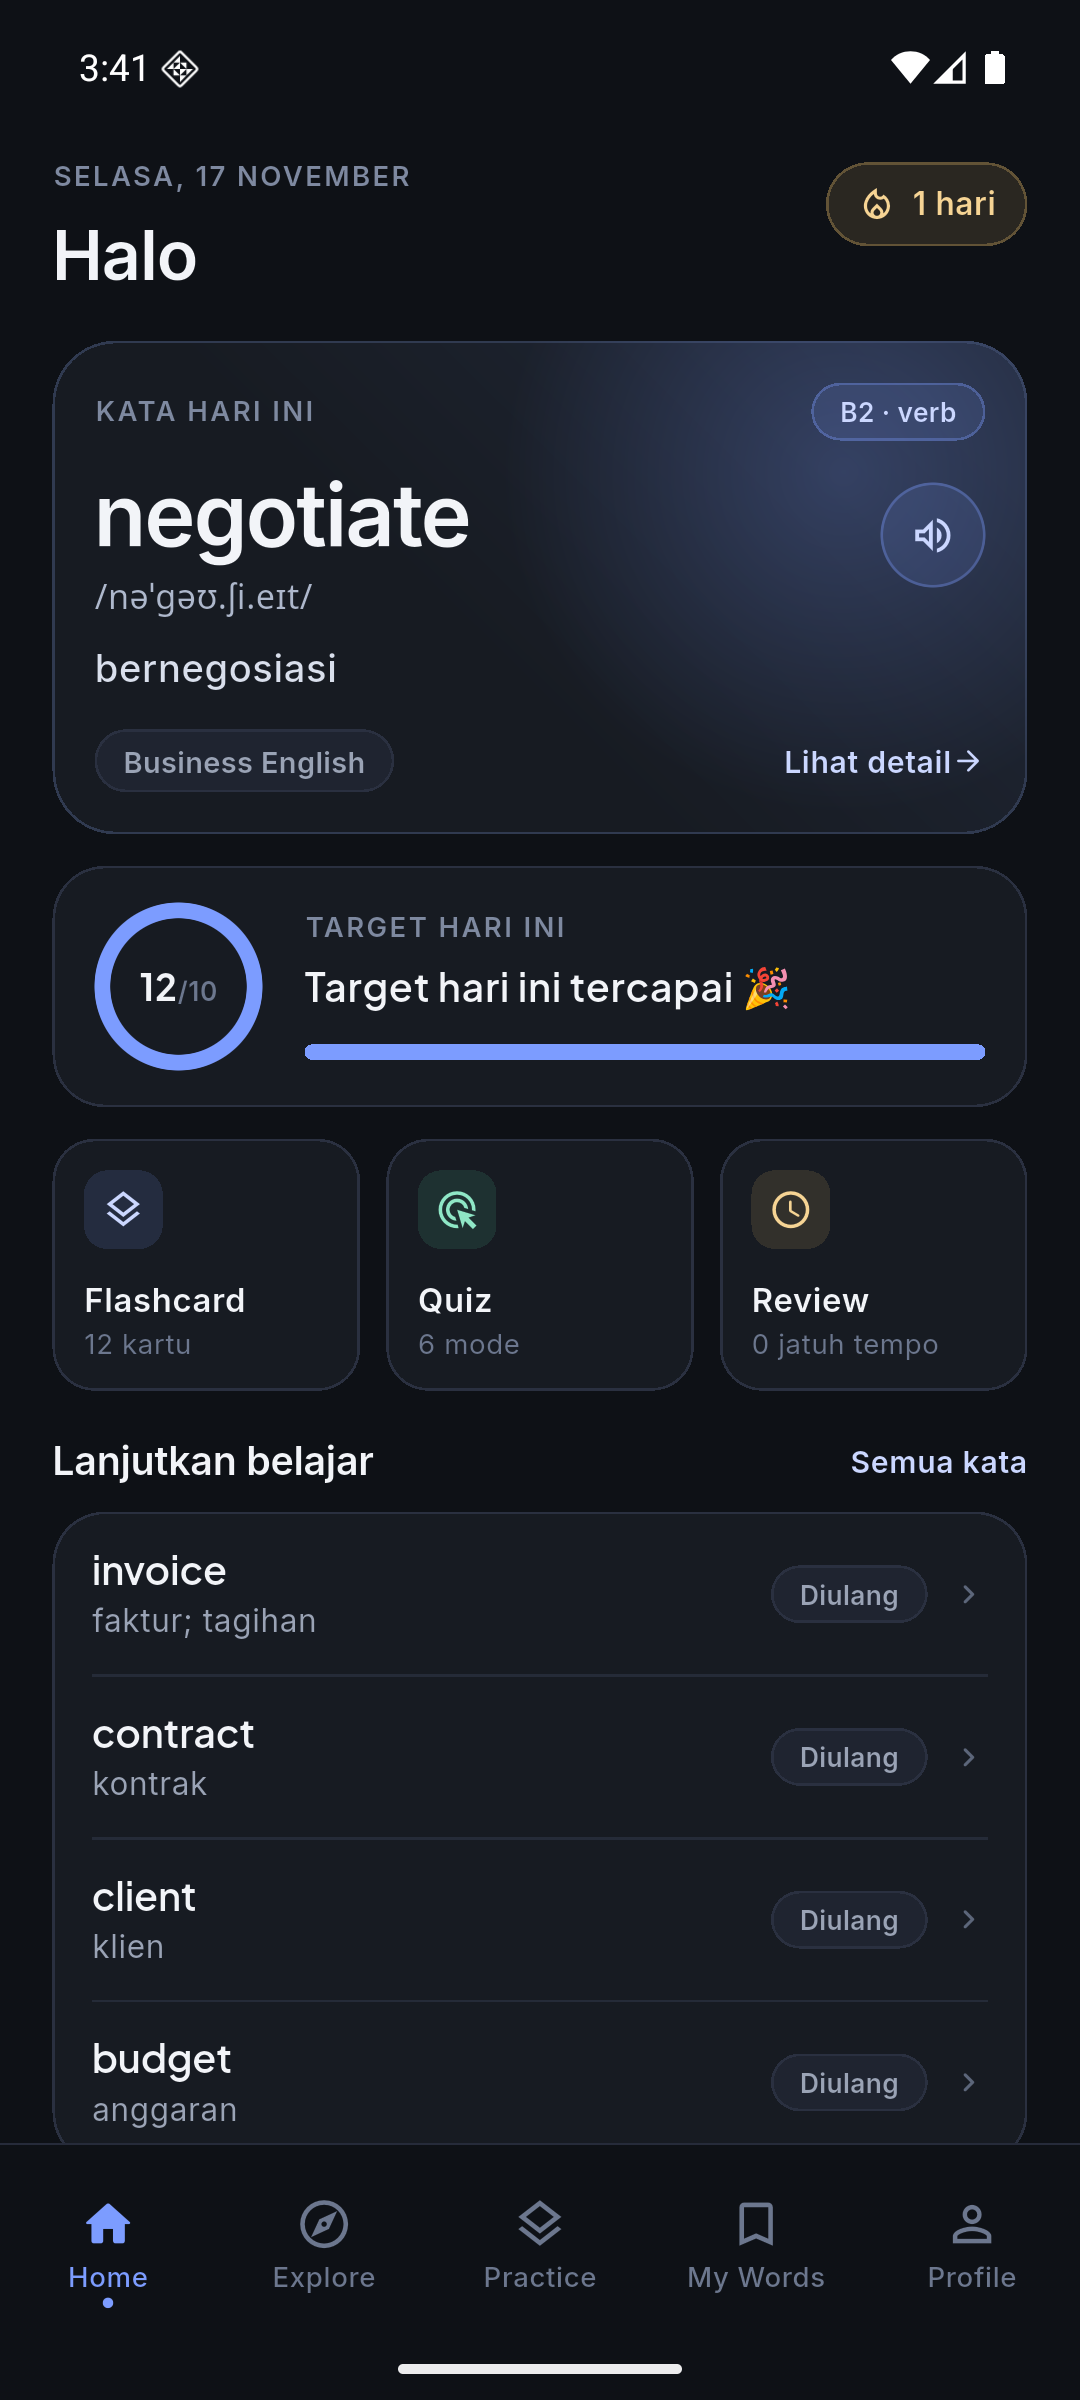 3:41
SELASA, 17 NOVEMBER
Halo
1 hari
KATA HARI INI
B2 · verb
negotiate
/nəˈɡəʊ.ʃi.eɪt/
bernegosiasi
Business English
Lihat detail→
12/10
TARGET HARI INI
Target hari ini tercapai 🎉
Flashcard
12 kartu
Quiz
6 mode
Review
0 jatuh tempo
Lanjutkan belajar
Semua kata
invoice
faktur; tagihan
Diulang
contract
kontrak
Diulang
client
klien
Diulang
budget
anggaran
Diulang
Home
Explore
Practice
My Words
Profile